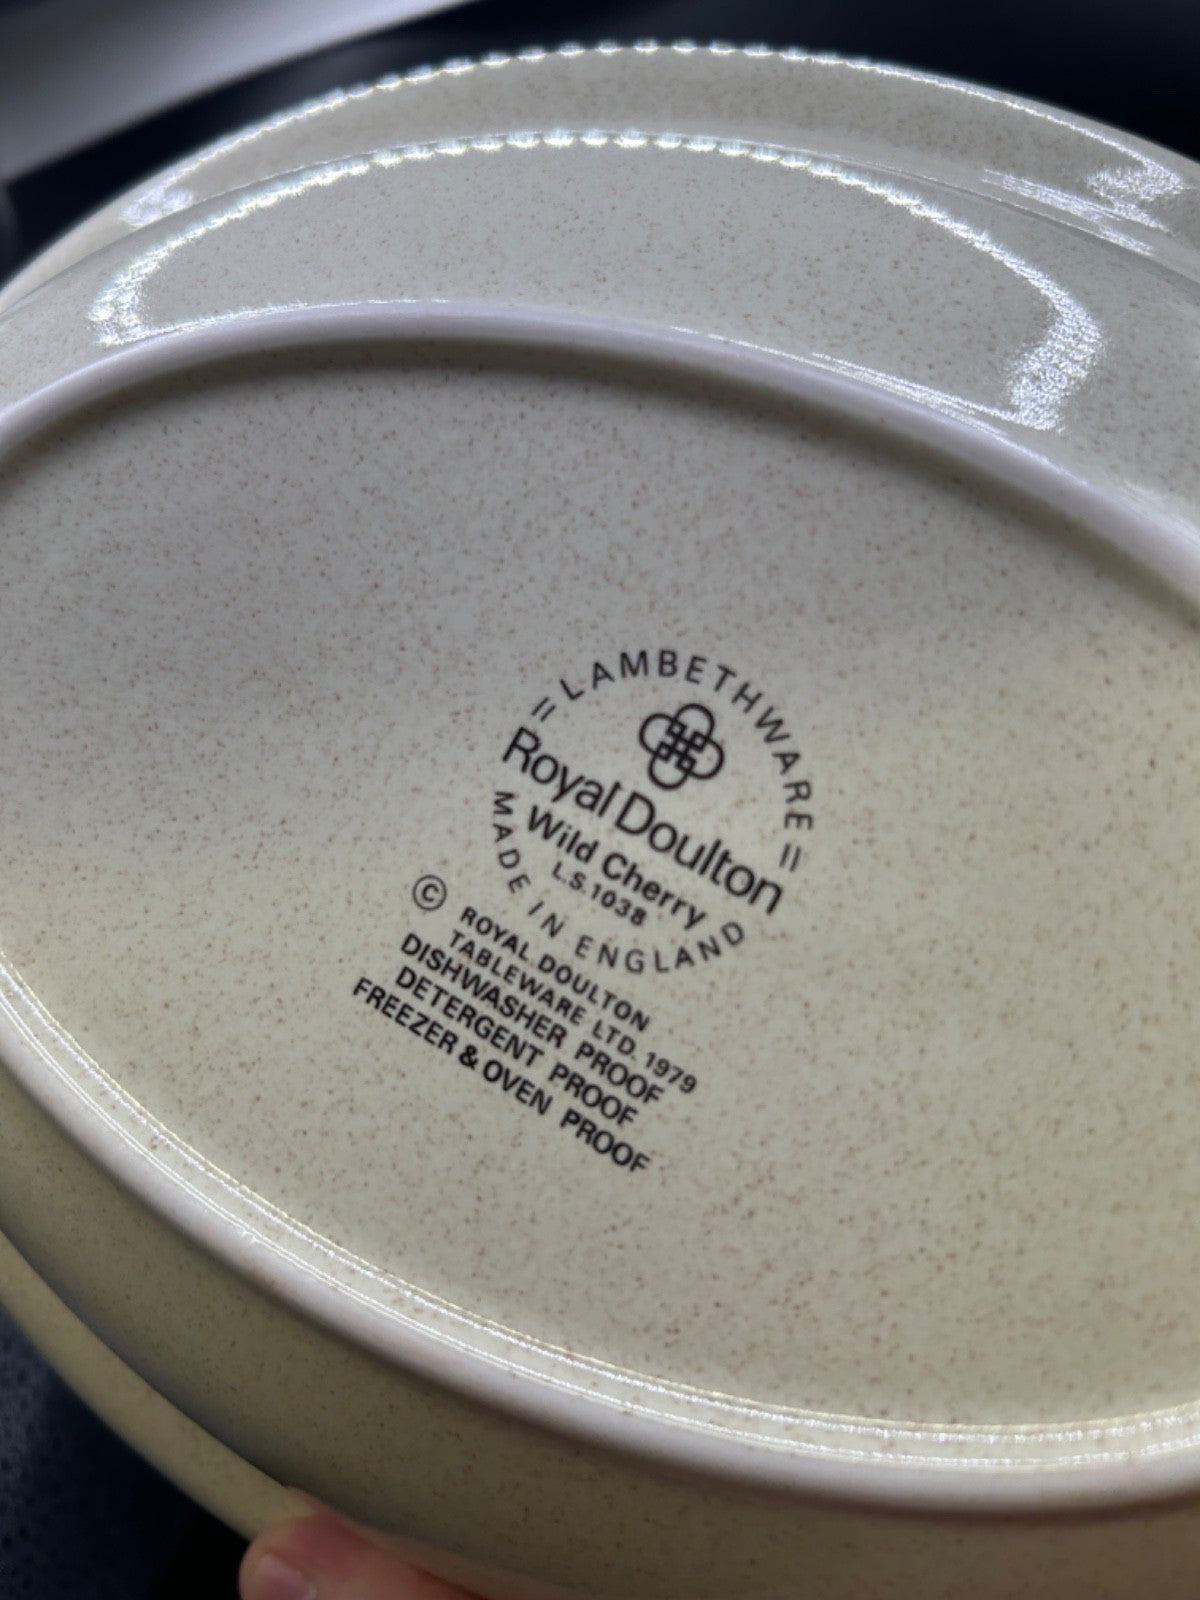 = LAMBETHWARE =
Royal Doulton
Wild Cherry
L.S.1038
MADE IN ENGLAND
© ROYAL DOULTON
TABLEWARE LTD. 1979
DISHWASHER PROOF
DETERGENT PROOF
FREEZER & OVEN PROOF